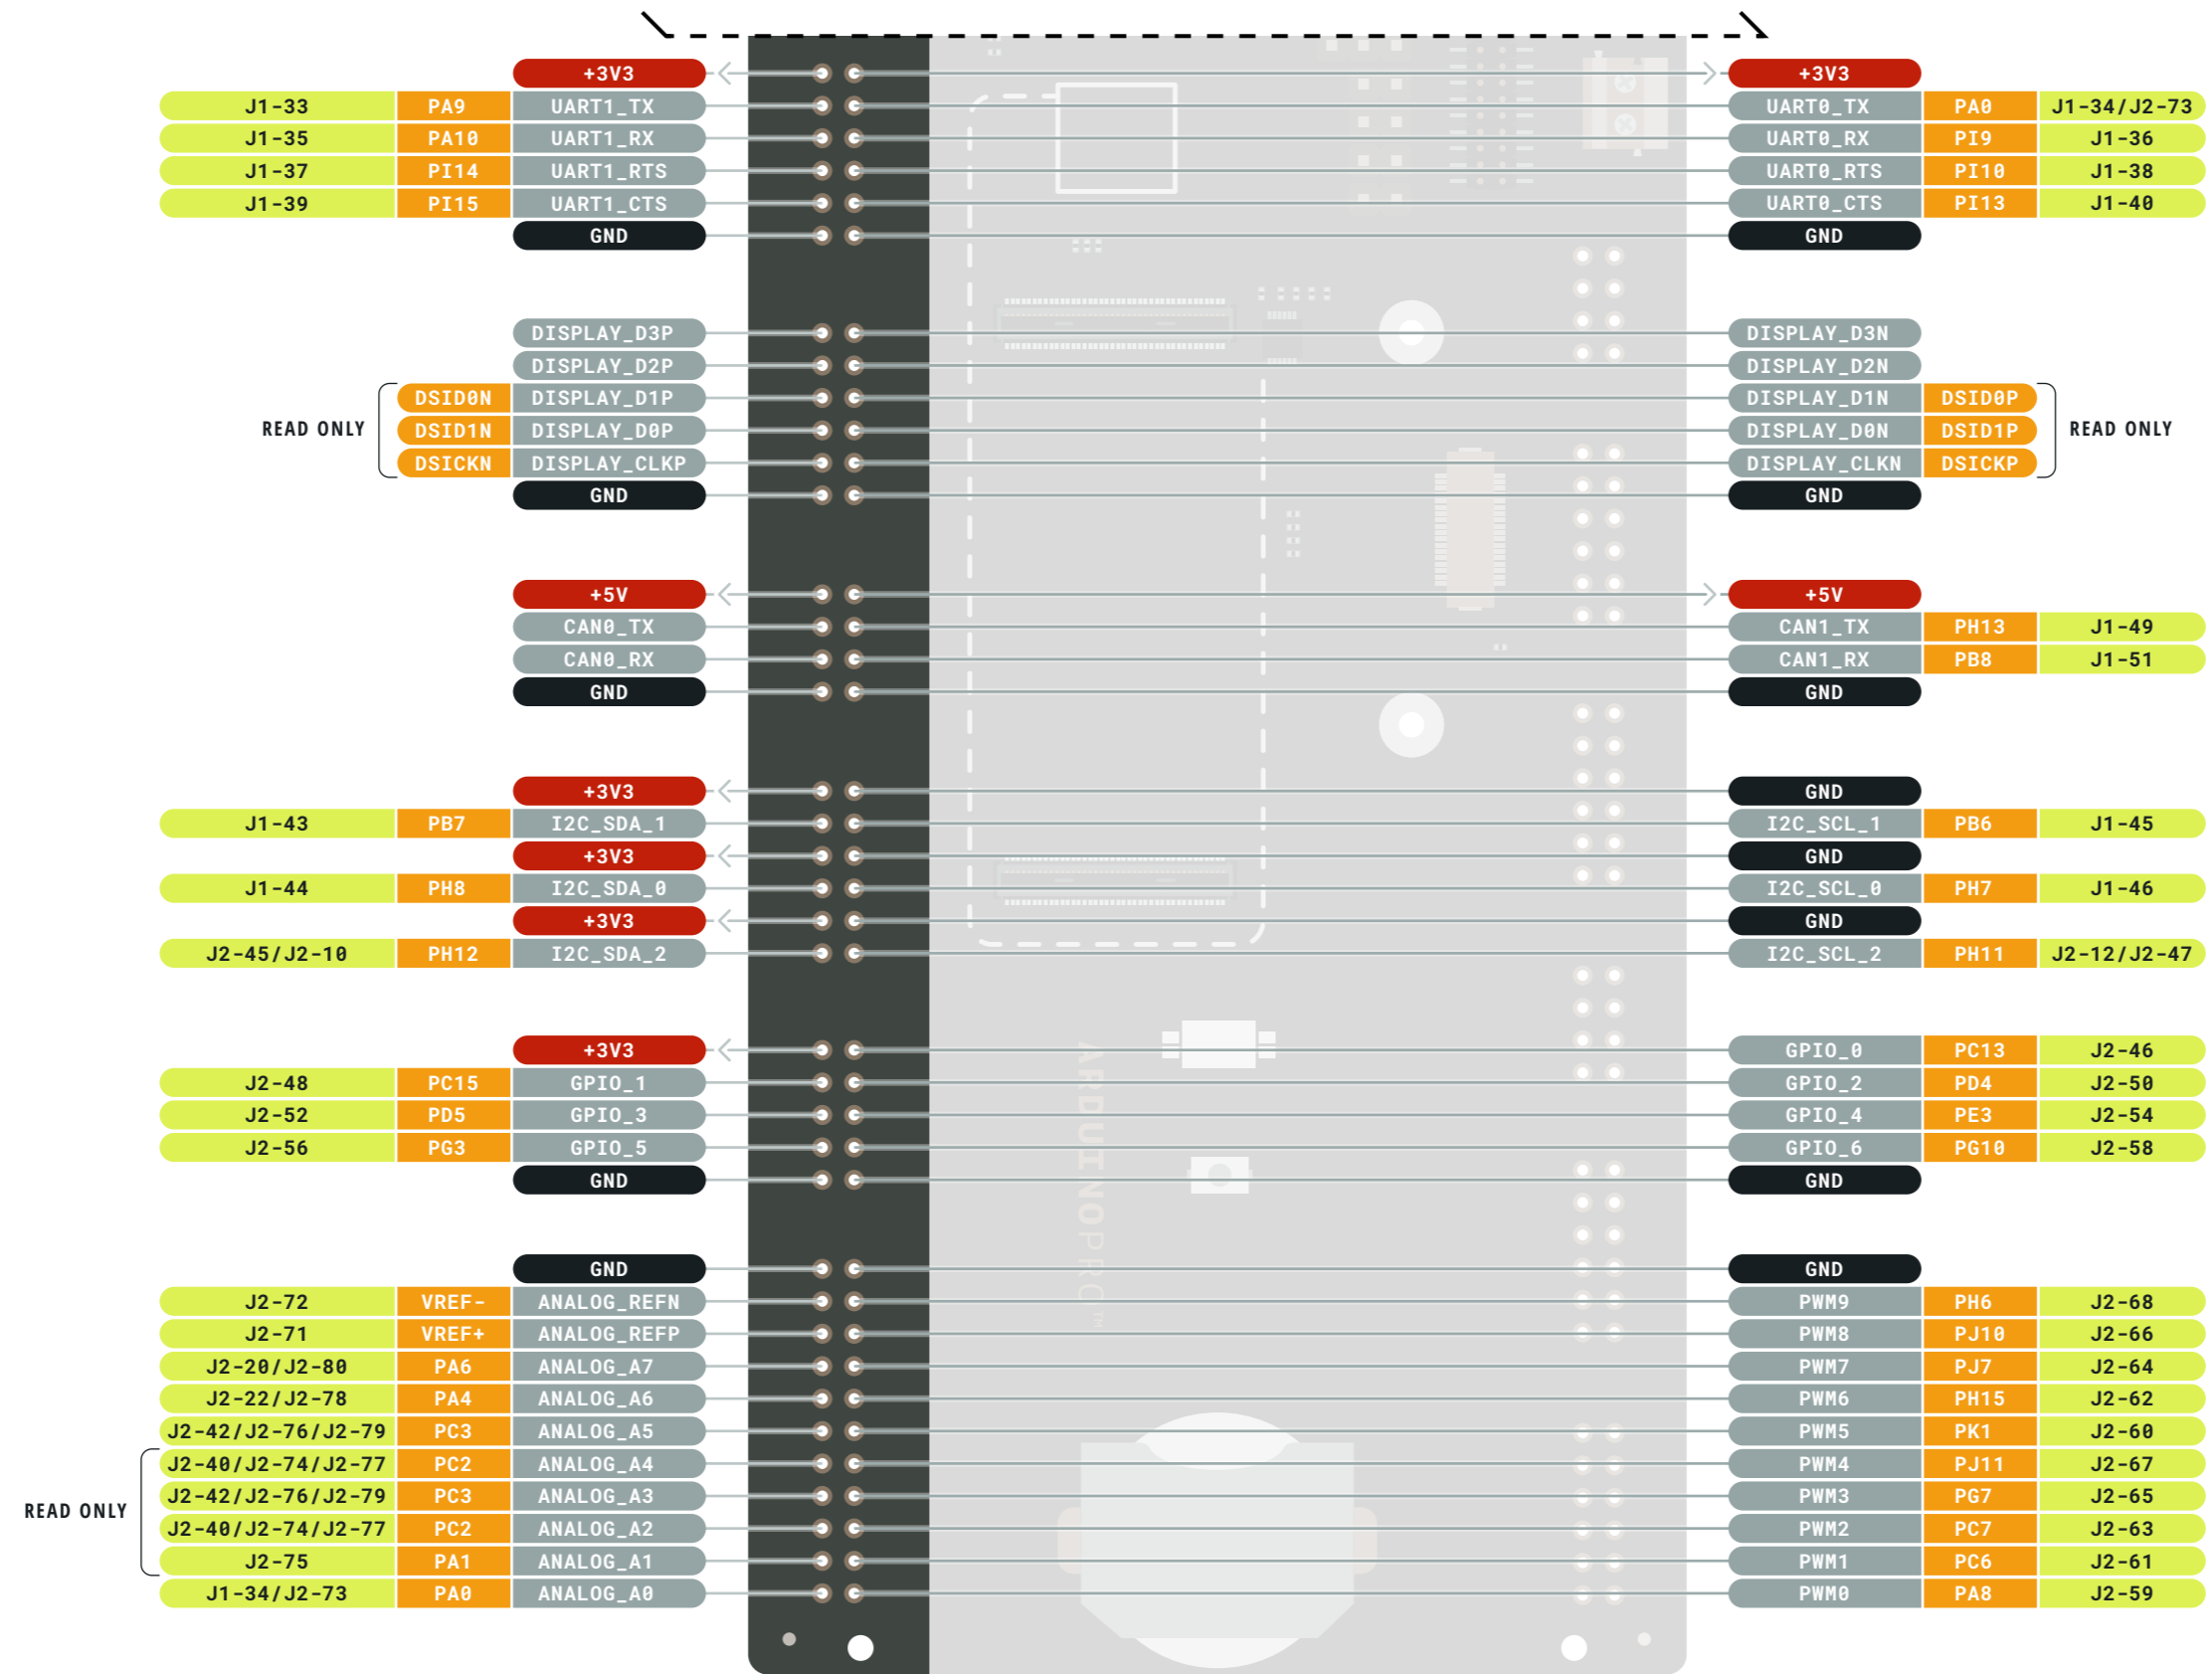 +3V3 +3V3
J1-33 PA9 UART1_TX UART0_TX PA0 J1-34/J2-73
J1-35 PA10 UART1_RX UART0_RX PI9 J1-36
J1-37 PI14 UART1_RTS UART0_RTS PI10 J1-38
J1-39 PI15 UART1_CTS UART0_CTS PI13 J1-40
GND GND
DISPLAY_D3P DISPLAY_D3N
DISPLAY_D2P DISPLAY_D2N
DSID0N DISPLAY_D1P DISPLAY_D1N DSID0P
READ ONLY DSID1N DISPLAY_D0P DISPLAY_D0N DSID1P READ ONLY
DSICKN DISPLAY_CLKP DISPLAY_CLKN DSICKP
GND GND
+5V +5V
CAN0_TX CAN1_TX PH13 J1-49
CAN0_RX CAN1_RX PB8 J1-51
GND GND
+3V3 GND
J1-43 PB7 I2C_SDA_1 I2C_SCL_1 PB6 J1-45
+3V3 GND
J1-44 PH8 I2C_SDA_0 I2C_SCL_0 PH7 J1-46
+3V3 GND
J2-45/J2-10 PH12 I2C_SDA_2 I2C_SCL_2 PH11 J2-12/J2-47
+3V3 GPIO_0 PC13 J2-46
J2-48 PC15 GPIO_1 GPIO_2 PD4 J2-50
J2-52 PD5 GPIO_3 GPIO_4 PE3 J2-54
J2-56 PG3 GPIO_5 GPIO_6 PG10 J2-58
GND GND
ARDUINOPRO™
GND GND
J2-72 VREF- ANALOG_REFN PWM9 PH6 J2-68
J2-71 VREF+ ANALOG_REFP PWM8 PJ10 J2-66
J2-20/J2-80 PA6 ANALOG_A7 PWM7 PJ7 J2-64
J2-22/J2-78 PA4 ANALOG_A6 PWM6 PH15 J2-62
J2-42/J2-76/J2-79 PC3 ANALOG_A5 PWM5 PK1 J2-60
J2-40/J2-74/J2-77 PC2 ANALOG_A4 PWM4 PJ11 J2-67
READ ONLY J2-42/J2-76/J2-79 PC3 ANALOG_A3 PWM3 PG7 J2-65
J2-40/J2-74/J2-77 PC2 ANALOG_A2 PWM2 PC7 J2-63
J2-75 PA1 ANALOG_A1 PWM1 PC6 J2-61
J1-34/J2-73 PA0 ANALOG_A0 PWM0 PA8 J2-59